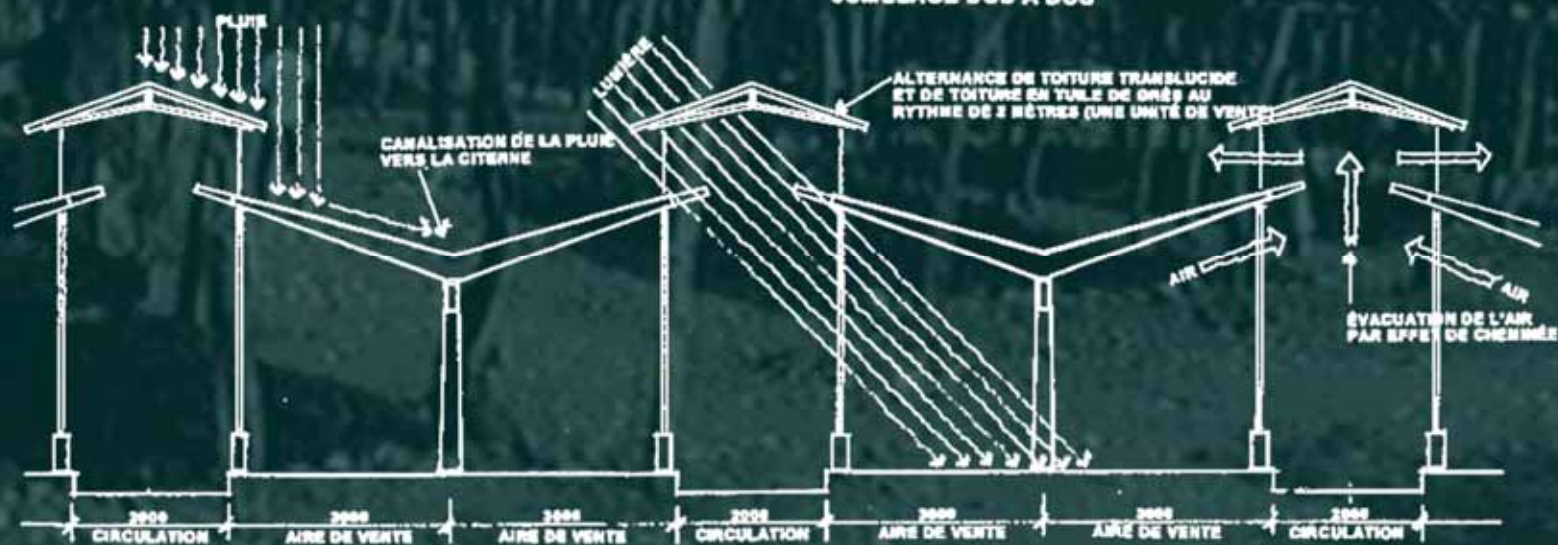 PLUIE
LUMIÈRE
ALTERNANCE DE TOITURE TRANSLUCIDE
ET DE TOITURE EN TUILE DE GRÈS AU
RYTHME DE 2 MÈTRES (UNE UNITÉ DE VENTE
CANALISATION DE LA PLUIE
VERS LA CITERNE
AIR
AIR
ÉVACUATION DE L'AIR
PAR EFFET DE CHEMINÉE
2000
CIRCULATION
3000
AIRE DE VENTE
3000
AIRE DE VENTE
2000
CIRCULATION
3000
AIRE DE VENTE
3000
AIRE DE VENTE
2000
CIRCULATION